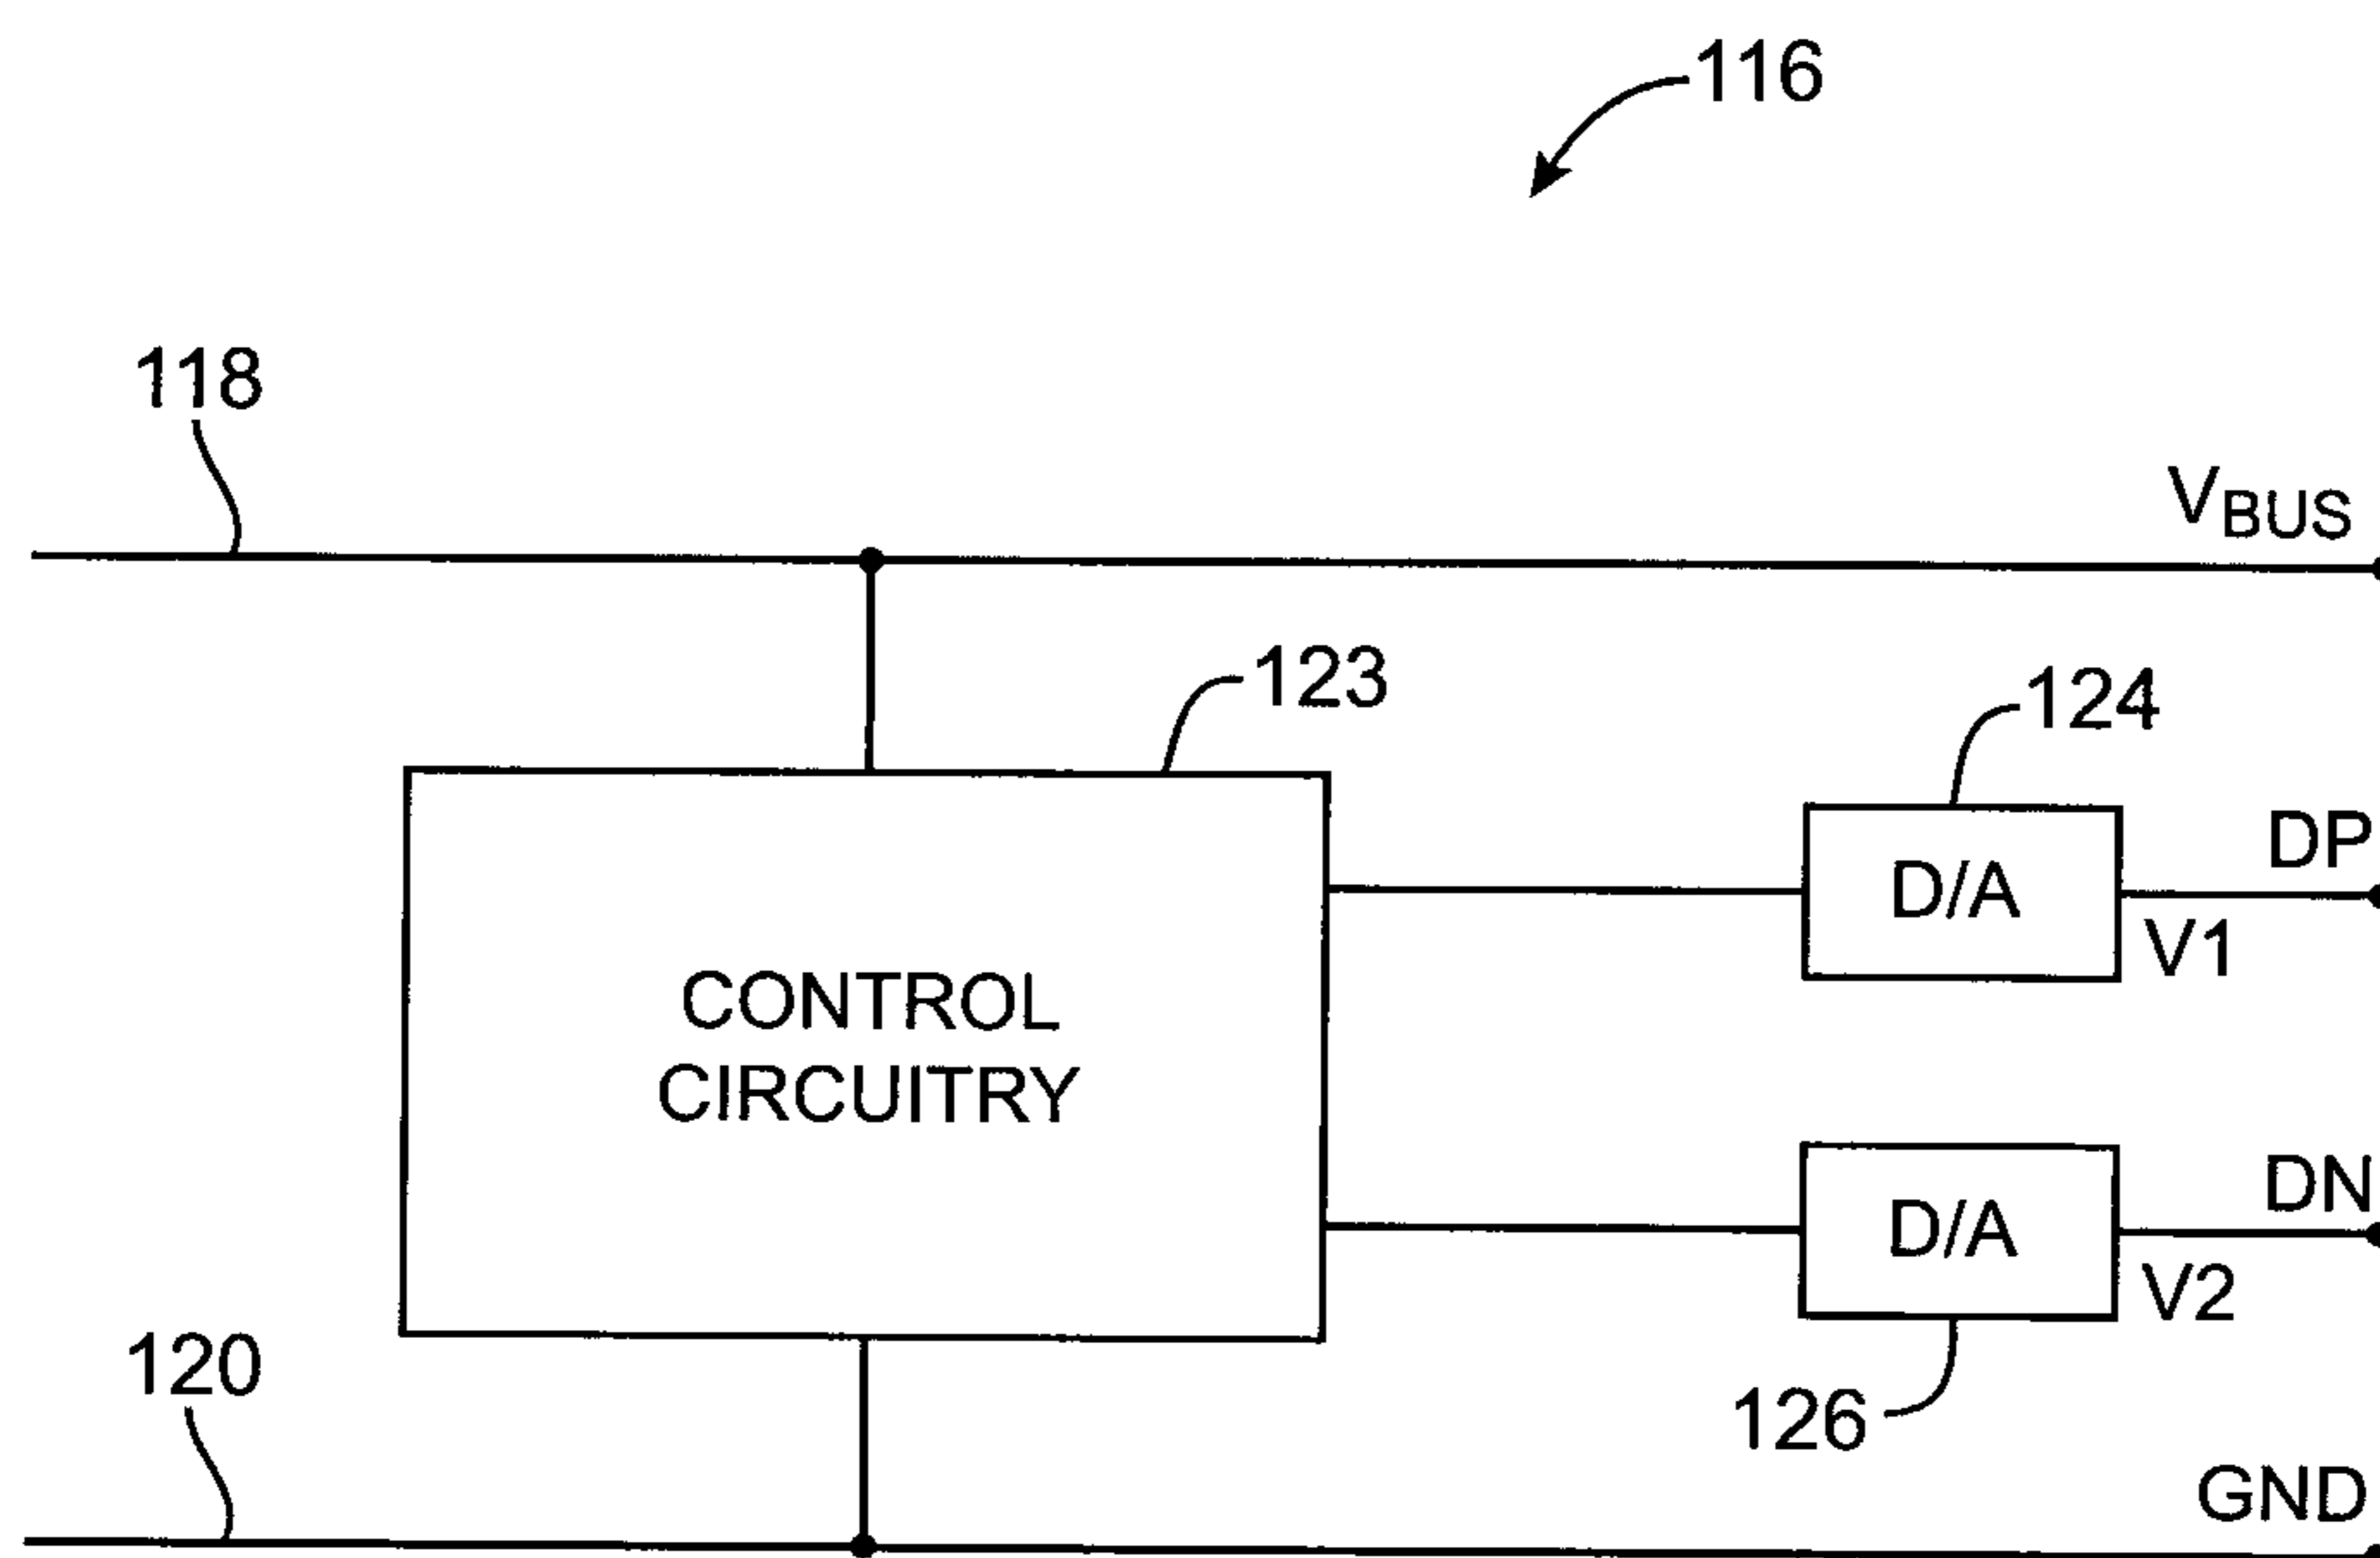 116
118
VBUS
123
124
DP
D/A
V1
CONTROL
CIRCUITRY
DN
D/A
V2
120
126
GND